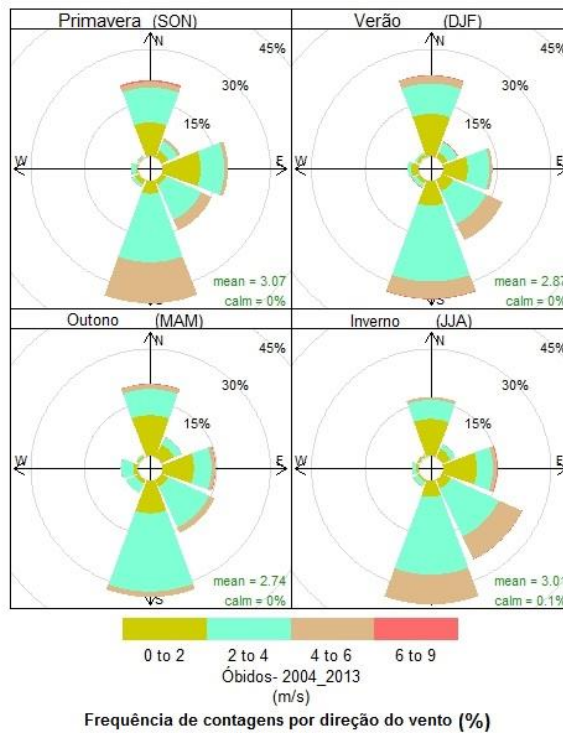 Primavera (SON)
Verão (DJF)
N
45%
30%
15%
W
E
S
mean = 3.07
calm = 0%
N
45%
30%
15%
W
E
S
mean = 2.87
calm = 0%
Outono (MAM)
Inverno (JJA)
N
45%
30%
15%
W
E
S
mean = 2.74
calm = 0%
N
45%
30%
15%
W
E
mean = 3.01
calm = 0.1%
0 to 2 2 to 4 4 to 6 6 to 9
Óbidos- 2004_2013
(m/s)
Frequência de contagens por direção do vento (%)